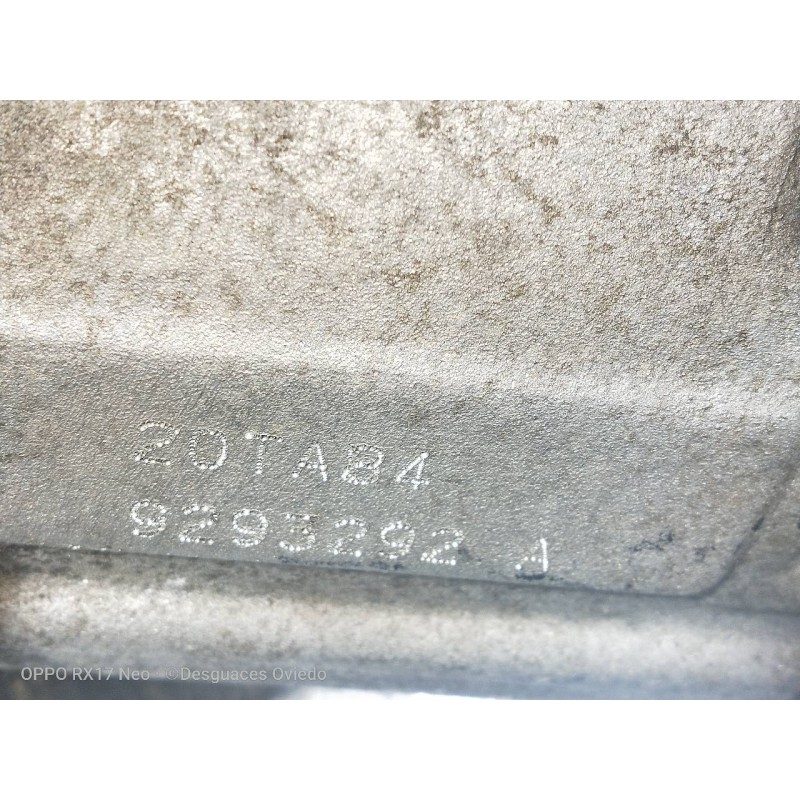 20TA84
9293292 A
OPPO RX17 Neo © Desguaces Oviedo